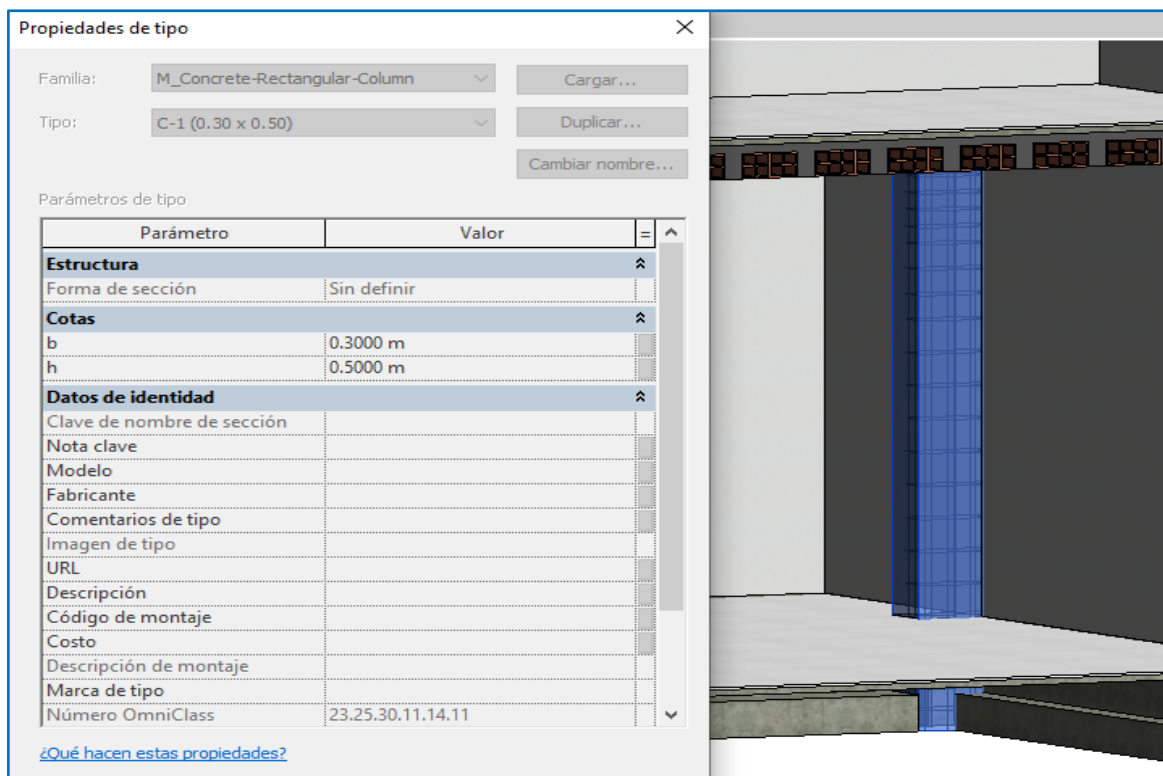 Propiedades de tipo
Familia: M_Concrete-Rectangular-Column Cargar...
Tipo: C-1 (0.30 x 0.50) Duplicar...
Cambiar nombre...
Parámetros de tipo
Parámetro Valor =
Estructura
Forma de sección Sin definir
Cotas
b 0.3000 m
h 0.5000 m
Datos de identidad
Clave de nombre de sección
Nota clave
Modelo
Fabricante
Comentarios de tipo
Imagen de tipo
URL
Descripción
Código de montaje
Costo
Descripción de montaje
Marca de tipo
Número OmniClass 23.25.30.11.14.11
¿Qué hacen estas propiedades?